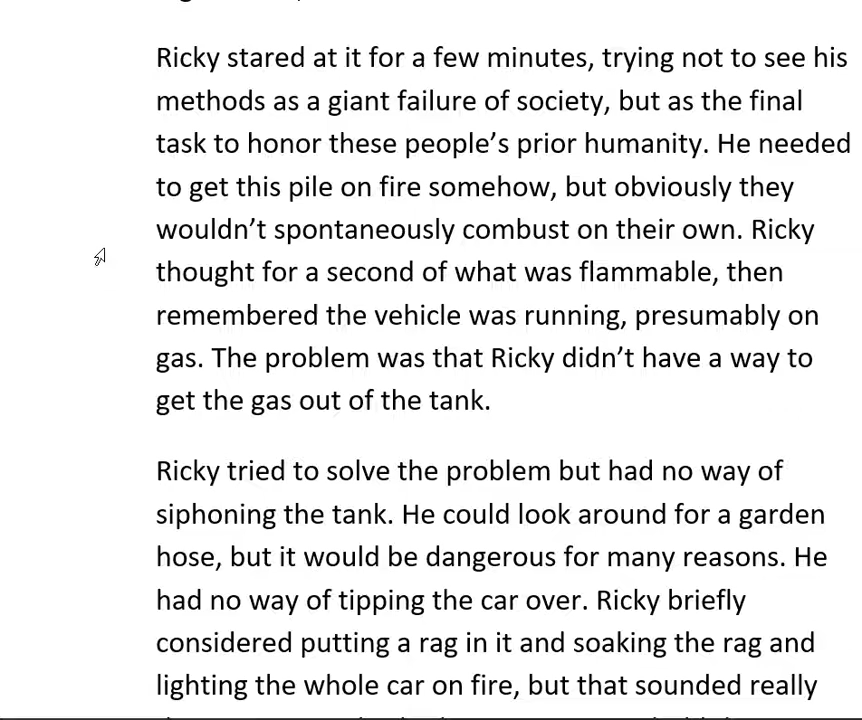 Ricky stared at it for a few minutes, trying not to see his
methods as a giant failure of society, but as the final
task to honor these people’s prior humanity. He needed
to get this pile on fire somehow, but obviously they
wouldn’t spontaneously combust on their own. Ricky
thought for a second of what was flammable, then
remembered the vehicle was running, presumably on
gas. The problem was that Ricky didn’t have a way to
get the gas out of the tank.
Ricky tried to solve the problem but had no way of
siphoning the tank. He could look around for a garden
hose, but it would be dangerous for many reasons. He
had no way of tipping the car over. Ricky briefly
considered putting a rag in it and soaking the rag and
lighting the whole car on fire, but that sounded really